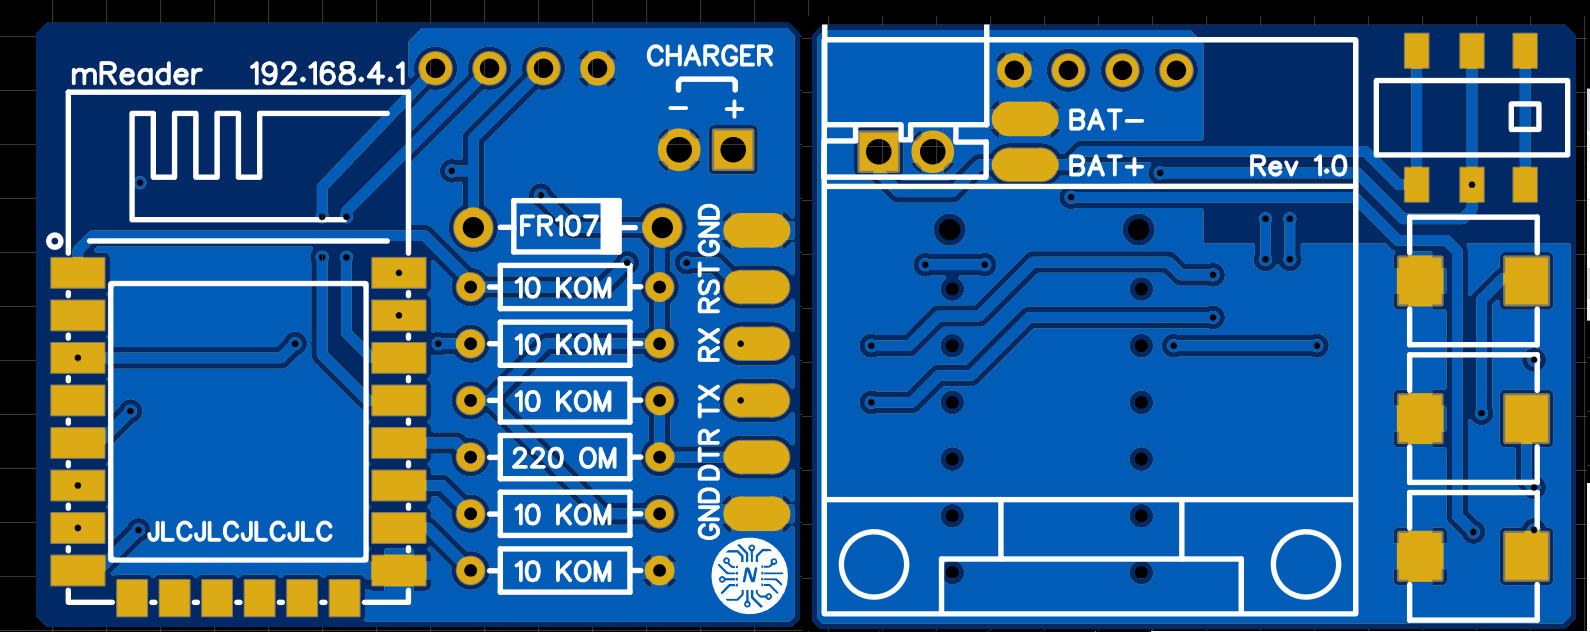 mReader 192.168.4.1
CHARGER
- +
FR107
10 KOM
10 KOM
10 KOM
220 OM
10 KOM
10 KOM
GND
RST
RX
TX
DTR
GND
JLCJLCJLCJLC
N
BAT-
BAT+
Rev 1.0